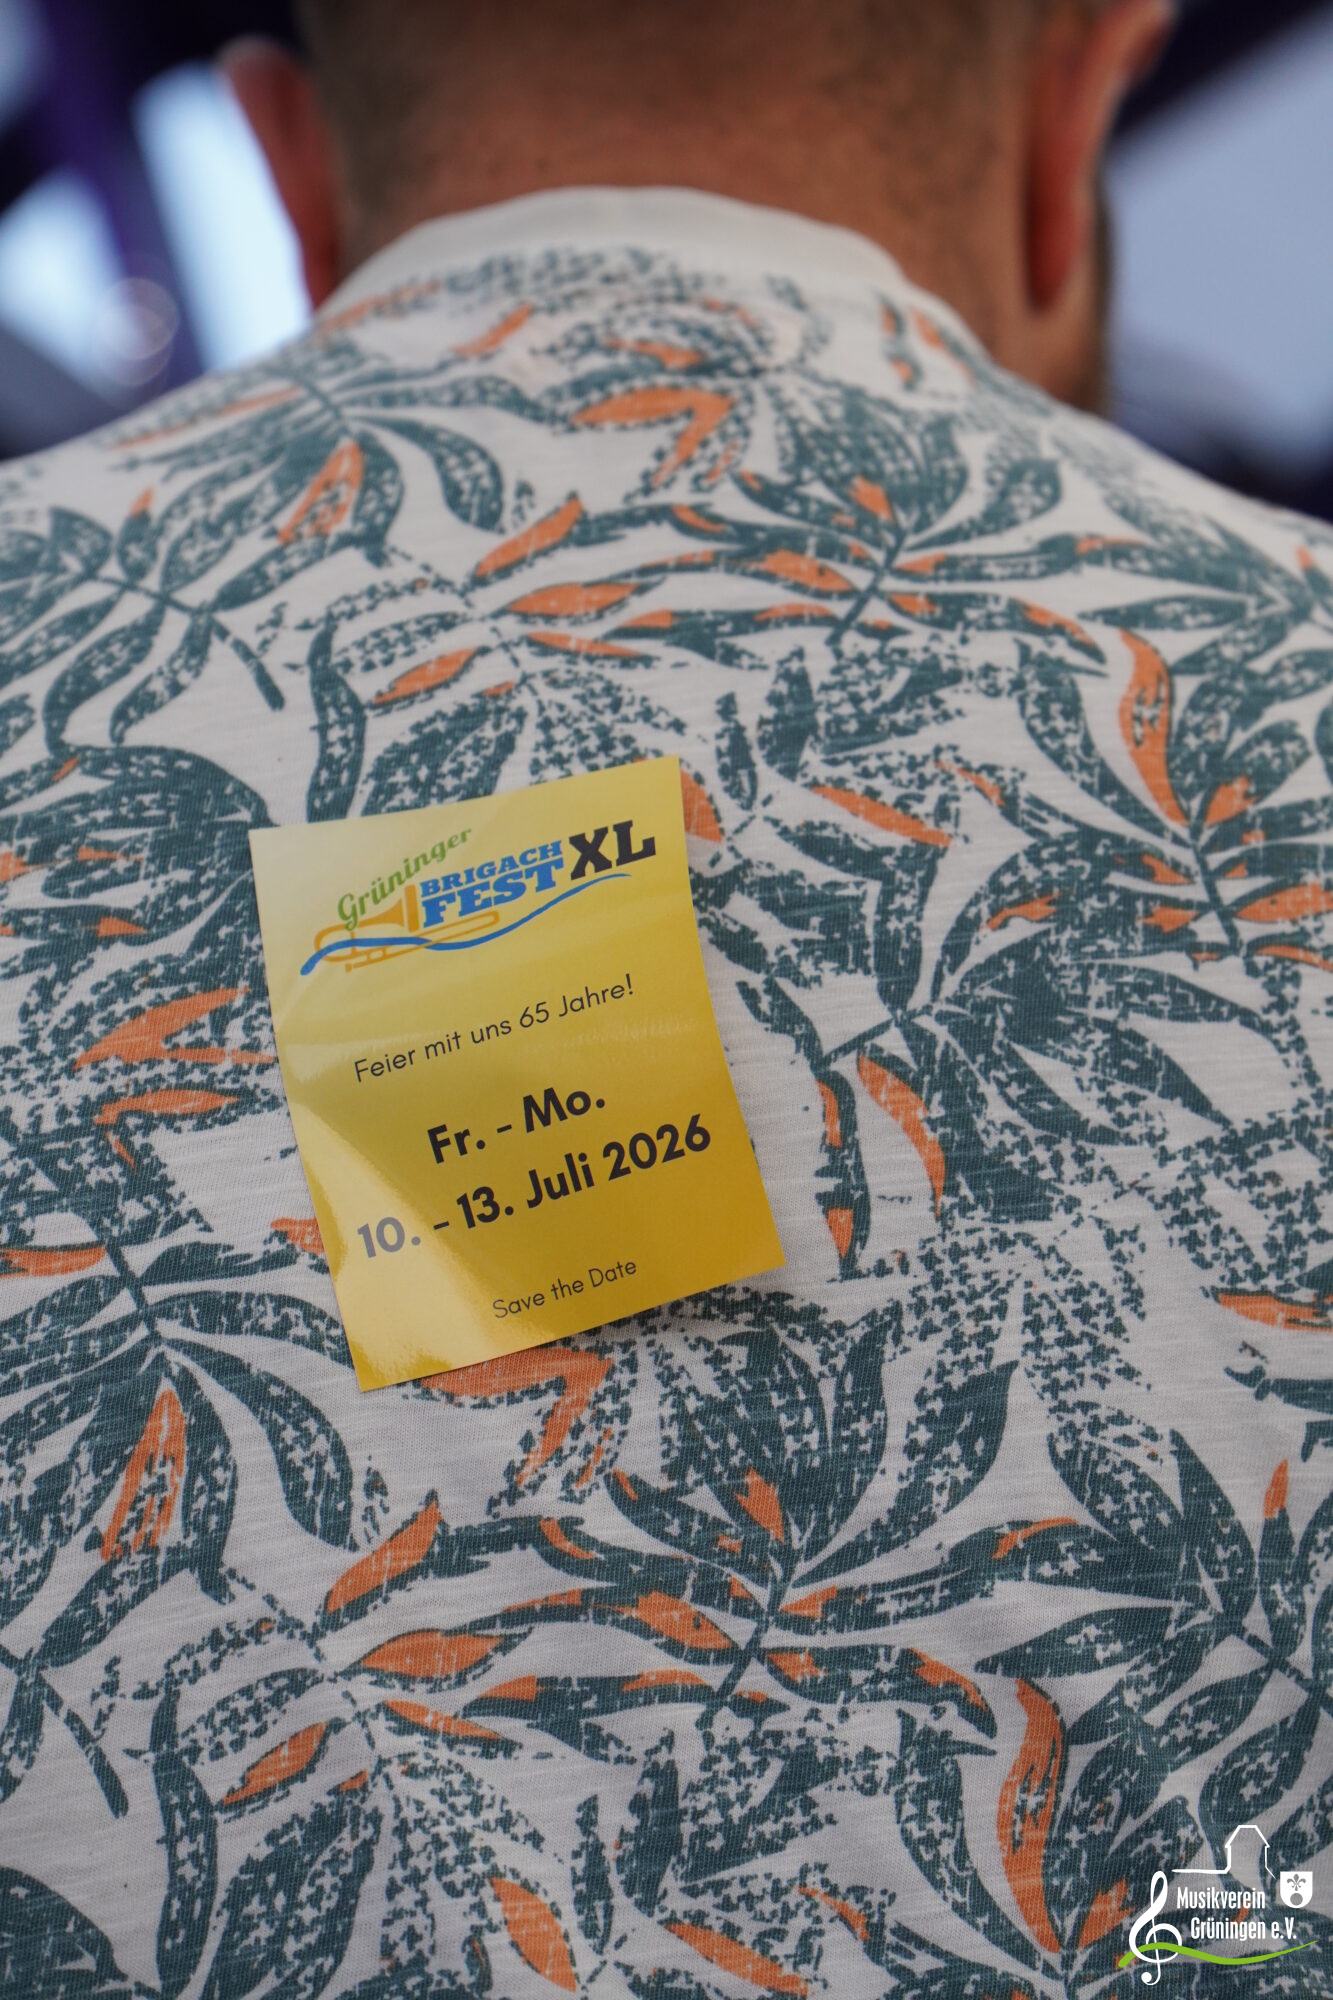 Grüninger
BRIGACH
FEST XL
Feier mit uns 65 Jahre!
Fr. - Mo.
10. - 13. Juli 2026
Save the Date
Musikverein
Grüningen e.V.